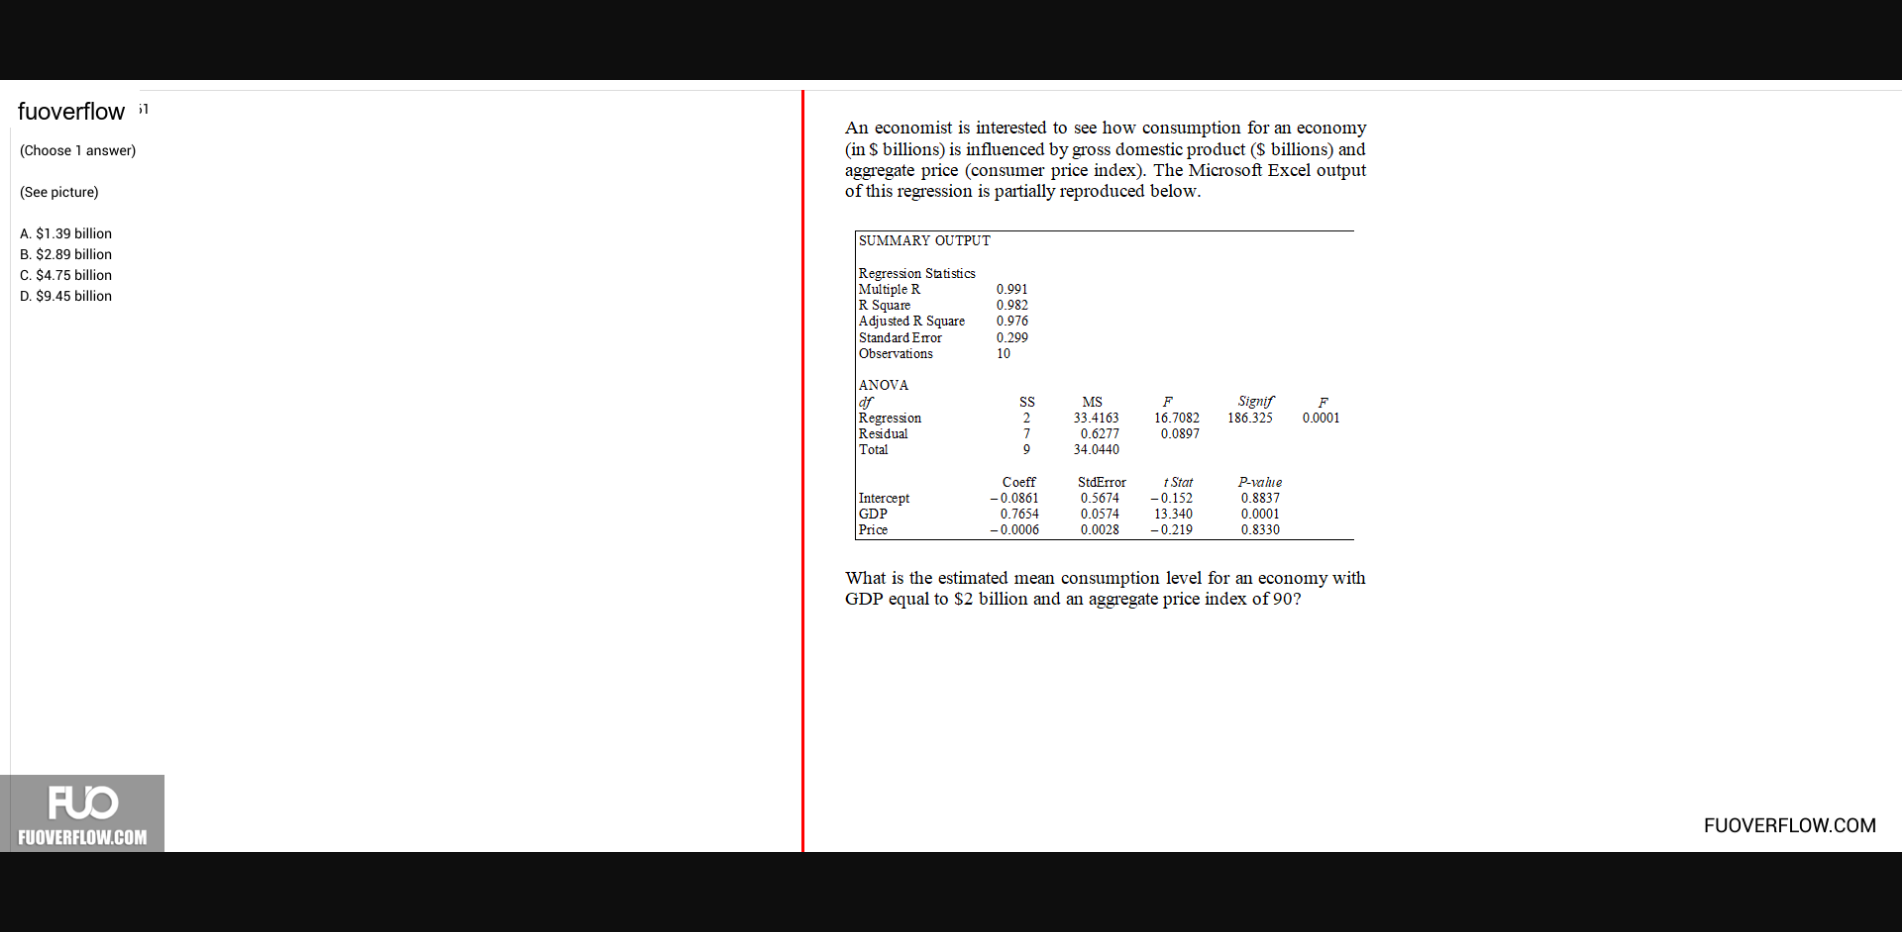 fuoverflow
(Choose 1 answer)
(See picture)
A. $1.39 billion
B. $2.89 billion
C. $4.75 billion
D. $9.45 billion
An economist is interested to see how consumption for an economy
(in $ billions) is influenced by gross domestic product ($ billions) and
aggregate price (consumer price index). The Microsoft Excel output
of this regression is partially reproduced below.
SUMMARY OUTPUT
Regression Statistics
Multiple R 0.991
R Square 0.982
Adjusted R Square 0.976
Standard Error 0.299
Observations 10
ANOVA
df SS MS F Signif F
Regression 2 33.4163 16.7082 186.325 0.0001
Residual 7 0.6277 0.0897
Total 9 34.0440
Coeff StdError t Stat P-value
Intercept −0.0861 0.5674 −0.152 0.8837
GDP 0.7654 0.0574 13.340 0.0001
Price −0.0006 0.0028 −0.219 0.8330
What is the estimated mean consumption level for an economy with
GDP equal to $2 billion and an aggregate price index of 90?
FUO
FUOVERFLOW.COM
FUOVERFLOW.COM